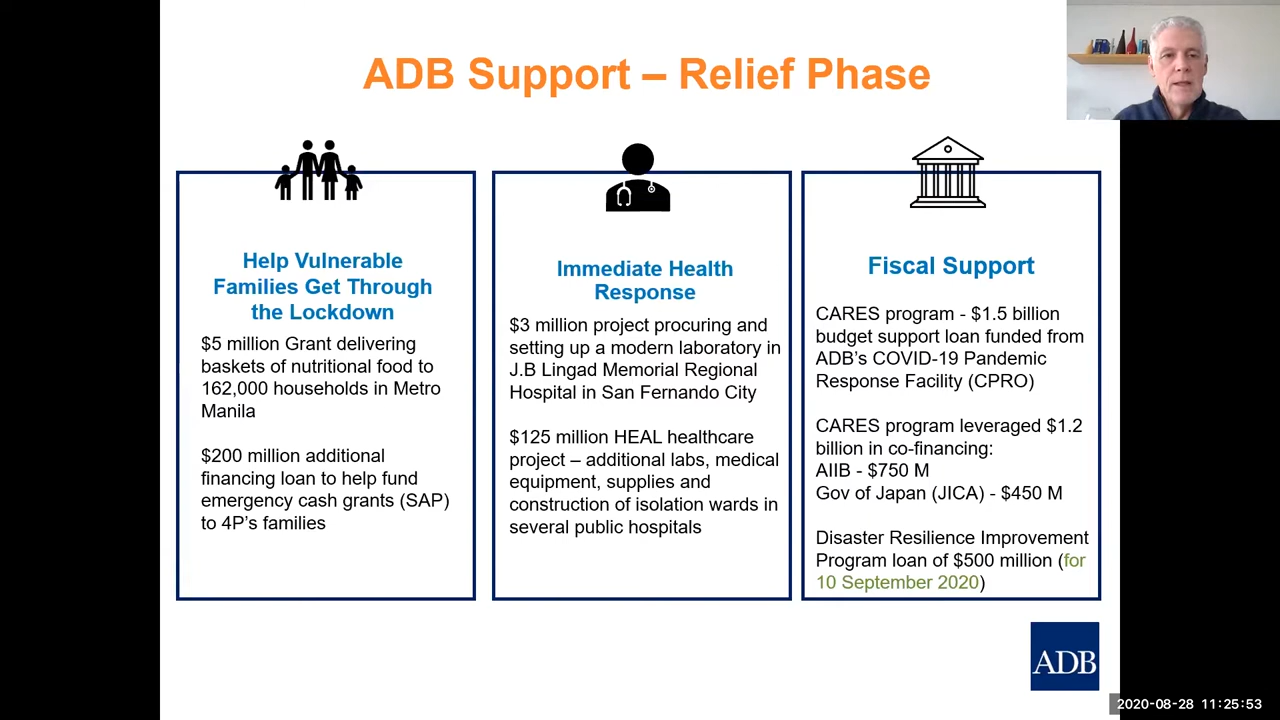 ADB Support – Relief Phase
Help Vulnerable
Families Get Through
the Lockdown
$5 million Grant delivering
baskets of nutritional food to
162,000 households in Metro
Manila
$200 million additional
financing loan to help fund
emergency cash grants (SAP)
to 4P's families
Immediate Health
Response
$3 million project procuring and
setting up a modern laboratory in
J.B Lingad Memorial Regional
Hospital in San Fernando City
$125 million HEAL healthcare
project – additional labs, medical
equipment, supplies and
construction of isolation wards in
several public hospitals
Fiscal Support
CARES program - $1.5 billion
budget support loan funded from
ADB's COVID-19 Pandemic
Response Facility (CPRO)
CARES program leveraged $1.2
billion in co-financing:
AIIB - $750 M
Gov of Japan (JICA) - $450 M
Disaster Resilience Improvement
Program loan of $500 million (for
10 September 2020)
ADB
2020-08-28 11:25:53